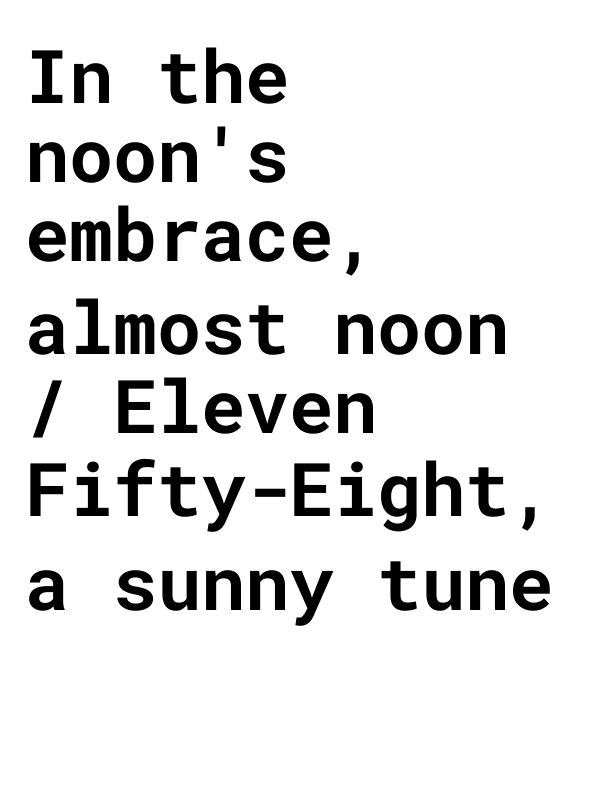 In the
noon's
embrace,
almost noon
/ Eleven
Fifty-Eight,
a sunny tune